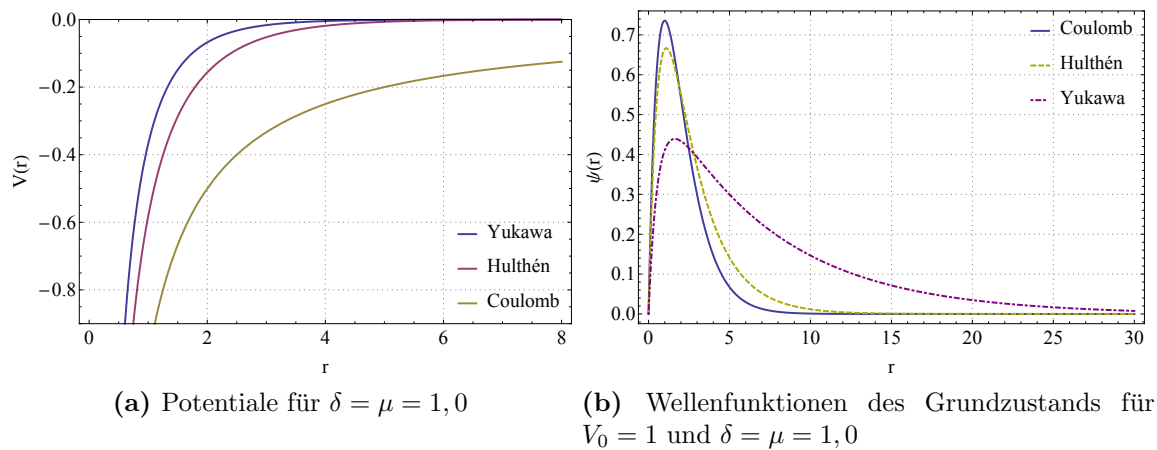 0.0
−0.2
−0.4
−0.6
−0.8
V(r)
0 2 4 6 8
r
Yukawa
Hulthén
Coulomb
(a) Potentiale für δ = μ = 1,0
0.7
0.6
0.5
0.4
0.3
0.2
0.1
0.0
ψ(r)
0 5 10 15 20 25 30
r
Coulomb
Hulthén
Yukawa
(b) Wellenfunktionen des Grundzustands für
V₀ = 1 und δ = μ = 1,0